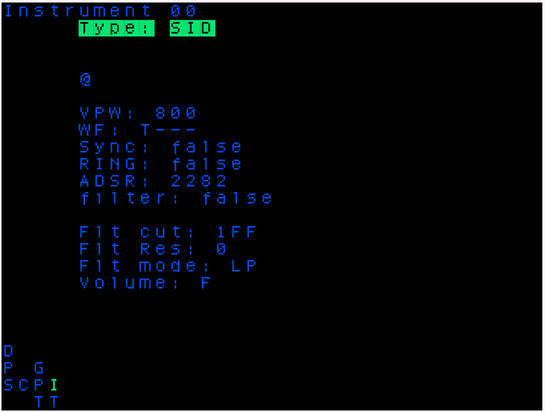 Instrument 00
Type: SID
@
VPW: 800
WF: T---
Sync: false
RING: false
ADSR: 2282
filter: false
Flt cut: 1FF
Flt Res: 0
Flt mode: LP
Volume: F
D
P G
SCPI
TT